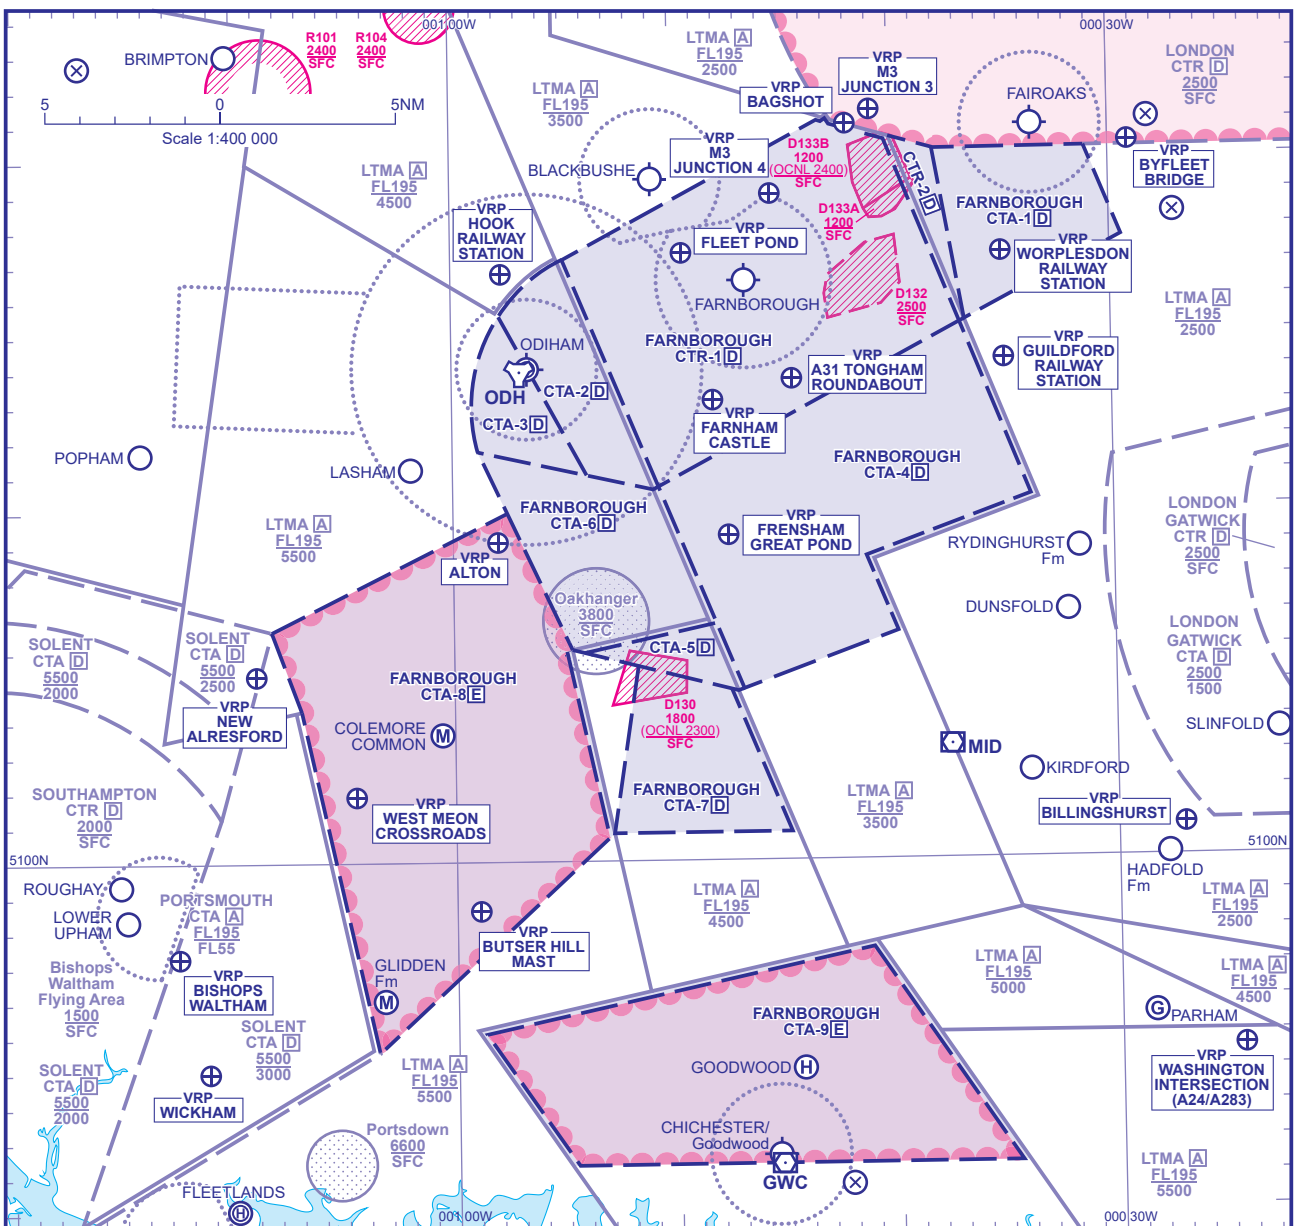 001 00W
000 30W
BRIMPTON
R101
2400
SFC
R104
2400
SFC
5
0
5NM
Scale 1:400 000
LTMA A
FL195
2500
LTMA A
FL195
3500
LTMA A
FL195
4500
VRP
BAGSHOT
VRP
M3
JUNCTION 3
FAIROAKS
LONDON
CTR D
2500
SFC
VRP
BYFLEET
BRIDGE
BLACKBUSHE
VRP
M3
JUNCTION 4
D133B
1200
(OCNL 2400)
SFC
D133A
1200
SFC
CTR-2 D
FARNBOROUGH
CTA-1 D
VRP
HOOK
RAILWAY
STATION
VRP
FLEET POND
VRP
WORPLESDON
RAILWAY
STATION
FARNBOROUGH
D132
2500
SFC
LTMA A
FL195
2500
ODIHAM
ODH
CTA-2 D
CTA-3 D
FARNBOROUGH
CTR-1 D
VRP
A31 TONGHAM
ROUNDABOUT
VRP
GUILDFORD
RAILWAY
STATION
VRP
FARNHAM
CASTLE
POPHAM
LASHAM
FARNBOROUGH
CTA-4 D
LTMA A
FL195
5500
FARNBOROUGH
CTA-6 D
VRP
FRENSHAM
GREAT POND
LONDON
GATWICK
CTR D
2500
SFC
RYDINGHURST
Fm
VRP
ALTON
Oakhanger
3800
SFC
DUNSFOLD
SOLENT
CTA D
5500
2000
SOLENT
CTA D
5500
2500
LONDON
GATWICK
CTA D
2500
1500
CTA-5 D
FARNBOROUGH
CTA-8 E
VRP
NEW
ALRESFORD
D130
1800
(OCNL 2300)
SFC
COLEMORE
COMMON
M
SLINFOLD
MID
KIRDFORD
SOUTHAMPTON
CTR D
2000
SFC
VRP
WEST MEON
CROSSROADS
FARNBOROUGH
CTA-7 D
LTMA A
FL195
3500
VRP
BILLINGSHURST
5100N
5100N
HADFOLD
Fm
ROUGHAY
LOWER
UPHAM
PORTSMOUTH
CTA A
FL195
FL55
LTMA A
FL195
4500
LTMA A
FL195
2500
VRP
BUTSER HILL
MAST
GLIDDEN
Fm
M
Bishops
Waltham
Flying Area
1500
SFC
VRP
BISHOPS
WALTHAM
LTMA A
FL195
5000
LTMA A
FL195
4500
FARNBOROUGH
CTA-9 E
G
PARHAM
SOLENT
CTA D
5500
3000
SOLENT
CTA D
5500
2000
VRP
WICKHAM
LTMA A
FL195
5500
GOODWOOD
H
VRP
WASHINGTON
INTERSECTION
(A24/A283)
CHICHESTER/
Goodwood
GWC
Portsdown
6600
SFC
LTMA A
FL195
5500
FLEETLANDS
H
001 00W
000 30W